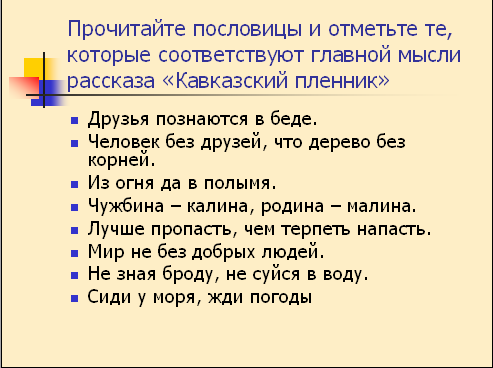 Прочитайте пословицы и отметьте те,
которые соответствуют главной мысли
рассказа «Кавказский пленник»
Друзья познаются в беде.
Человек без друзей, что дерево без
корней.
Из огня да в полымя.
Чужбина – калина, родина – малина.
Лучше пропасть, чем терпеть напасть.
Мир не без добрых людей.
Не зная броду, не суйся в воду.
Сиди у моря, жди погоды